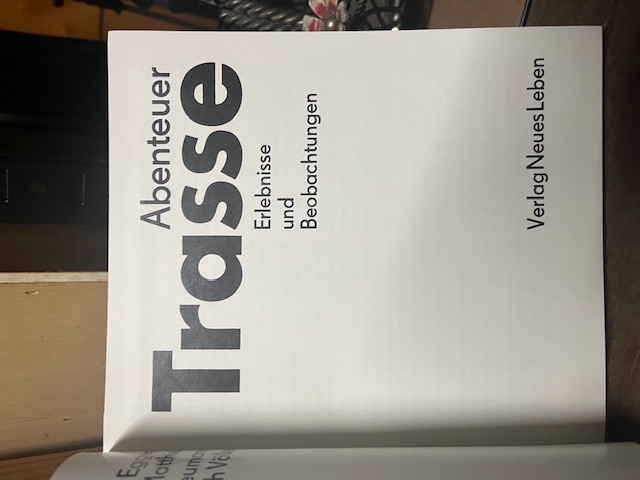 Abenteuer
Trasse
Erlebnisse
und
Beobachtungen
Verlag Neues Leben